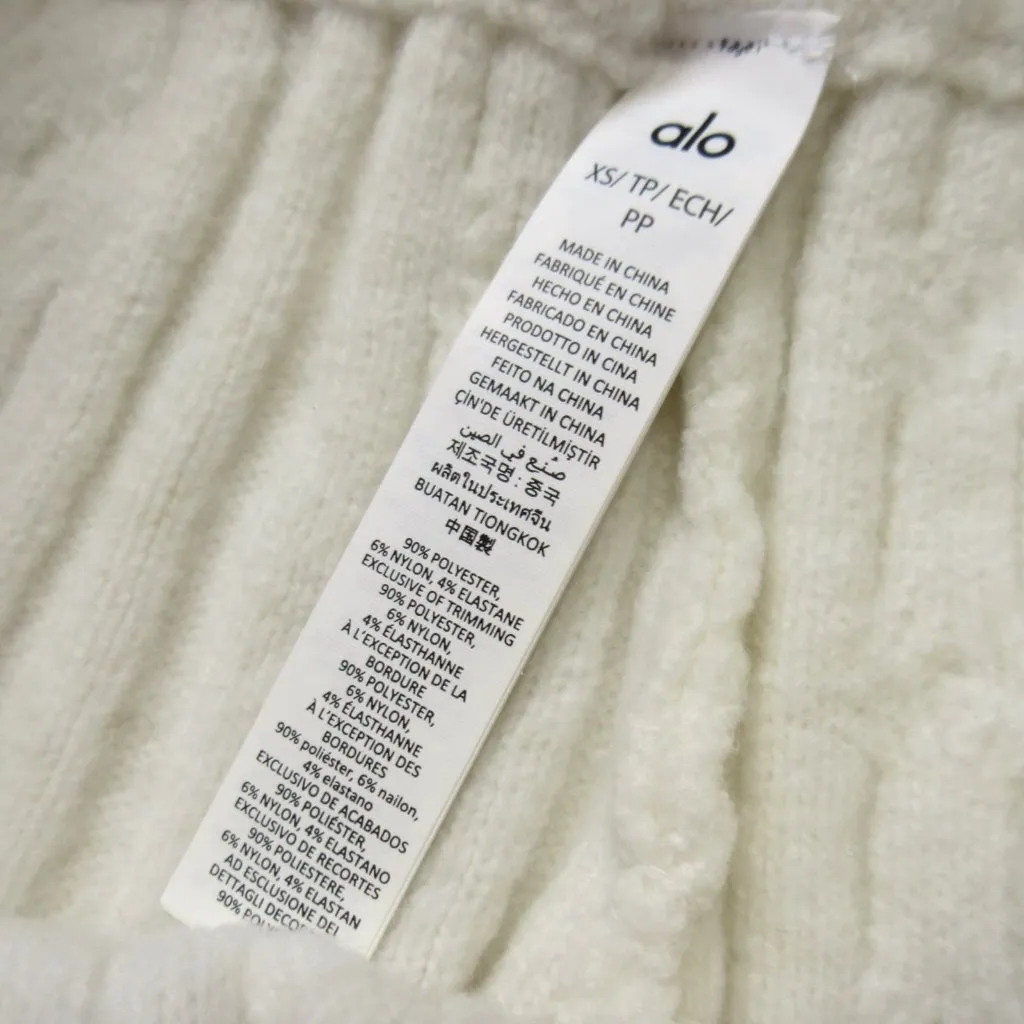 alo
XS/ TP/ ECH/
PP
MADE IN CHINA
FABRIQUÉ EN CHINE
HECHO EN CHINA
FABRICADO EN CHINA
PRODOTTO IN CINA
HERGESTELLT IN CHINA
FEITO NA CHINA
GEMAAKT IN CHINA
ÇİN'DE ÜRETİLMİŞTİR
صُنع في الصين
제조국명 : 중국
ผลิตในประเทศจีน
BUATAN TIONGKOK
中国製
90% POLYESTER,
6% NYLON, 4% ELASTANE
EXCLUSIVE OF TRIMMING
90% POLYESTER,
6% NYLON,
4% ÉLASTHANNE
À L'EXCEPTION DE LA
BORDURE
90% POLYESTER,
6% NYLON,
4% ÉLASTHANNE
À L'EXCEPTION DES
BORDURES
90% poliéster, 6% nailon,
4% elastano
EXCLUSIVO DE ACABADOS
90% POLIÉSTER,
6% NYLON, 4% ELASTANO
EXCLUSIVO DE RECORTES
90% POLIESTERE,
6% NYLON, 4% ELASTAN
AD ESCLUSIONE DEI
DETTAGLI
90%